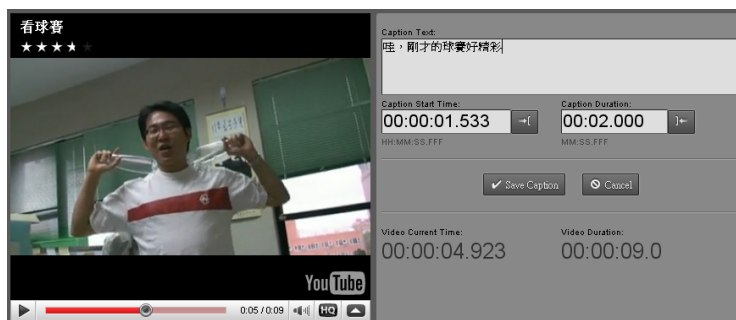 看球賽
Caption Text:
哇，剛才的球賽好精彩
Caption Start Time:
00:00:01.533
HH:MM:SS.FFF
Caption Duration:
00:02.000
MM:SS.FFF
Save Caption
Cancel
Video Current Time:
00:00:04.923
Video Duration:
00:00:09.0
YouTube
0:05 / 0:09
HQ